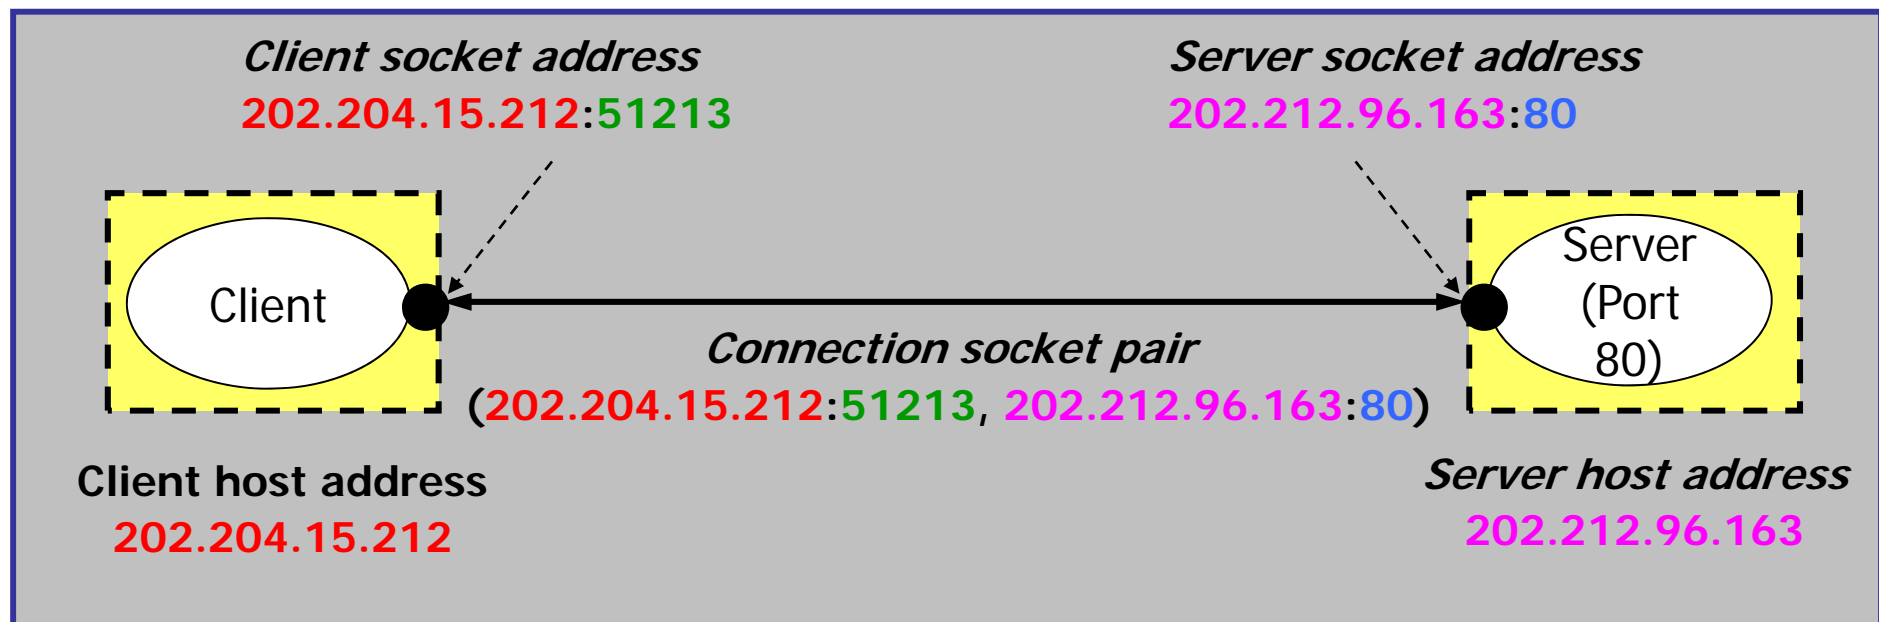 Client socket address
202.204.15.212:51213
Server socket address
202.212.96.163:80
Client
Server
(Port
80)
Connection socket pair
(202.204.15.212:51213, 202.212.96.163:80)
Client host address
202.204.15.212
Server host address
202.212.96.163